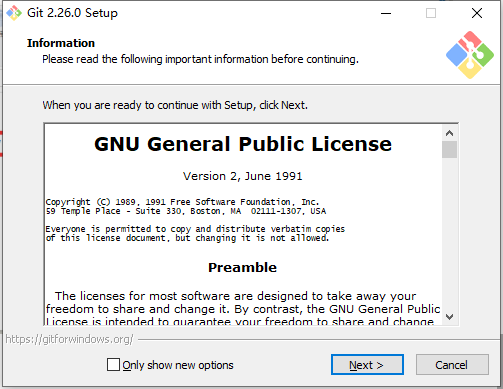 Git 2.26.0 Setup
Information
Please read the following important information before continuing.
When you are ready to continue with Setup, click Next.
GNU General Public License
Version 2, June 1991
Copyright (C) 1989, 1991 Free Software Foundation, Inc.
59 Temple Place - Suite 330, Boston, MA  02111-1307, USA
Everyone is permitted to copy and distribute verbatim copies
of this license document, but changing it is not allowed.
Preamble
The licenses for most software are designed to take away your
freedom to share and change it. By contrast, the GNU General Public
License is intended to guarantee your freedom to share and change
https://gitforwindows.org/
Only show new options
Next >
Cancel